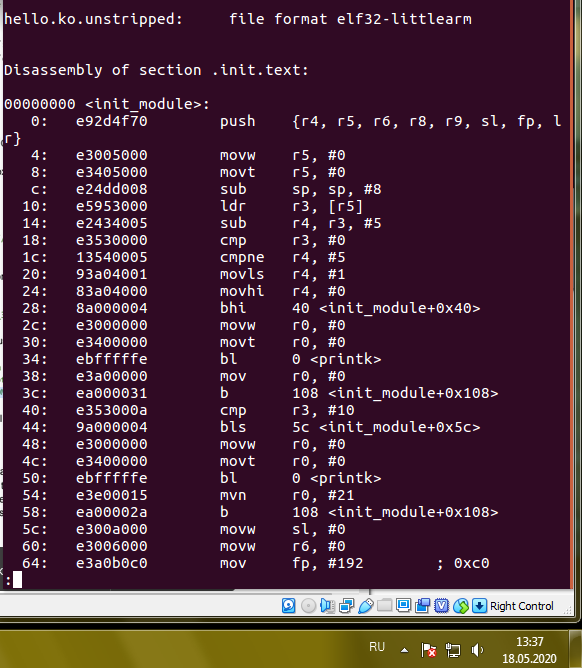 hello.ko.unstripped:     file format elf32-littlearm
Disassembly of section .init.text:
00000000 <init_module>:
   0:   e92d4f70        push    {r4, r5, r6, r8, r9, sl, fp, l
r}
   4:   e3005000        movw    r5, #0
   8:   e3405000        movt    r5, #0
   c:   e24dd008        sub     sp, sp, #8
  10:   e5953000        ldr     r3, [r5]
  14:   e2434005        sub     r4, r3, #5
  18:   e3530000        cmp     r3, #0
  1c:   13540005        cmpne   r4, #5
  20:   93a04001        movls   r4, #1
  24:   83a04000        movhi   r4, #0
  28:   8a000004        bhi     40 <init_module+0x40>
  2c:   e3000000        movw    r0, #0
  30:   e3400000        movt    r0, #0
  34:   ebfffffe        bl      0 <printk>
  38:   e3a00000        mov     r0, #0
  3c:   ea000031        b       108 <init_module+0x108>
  40:   e353000a        cmp     r3, #10
  44:   9a000004        bls     5c <init_module+0x5c>
  48:   e3000000        movw    r0, #0
  4c:   e3400000        movt    r0, #0
  50:   ebfffffe        bl      0 <printk>
  54:   e3e00015        mvn     r0, #21
  58:   ea00002a        b       108 <init_module+0x108>
  5c:   e300a000        movw    sl, #0
  60:   e3006000        movw    r6, #0
  64:   e3a0b0c0        mov     fp, #192        ; 0xc0
:
Right Control
RU
13:37
18.05.2020